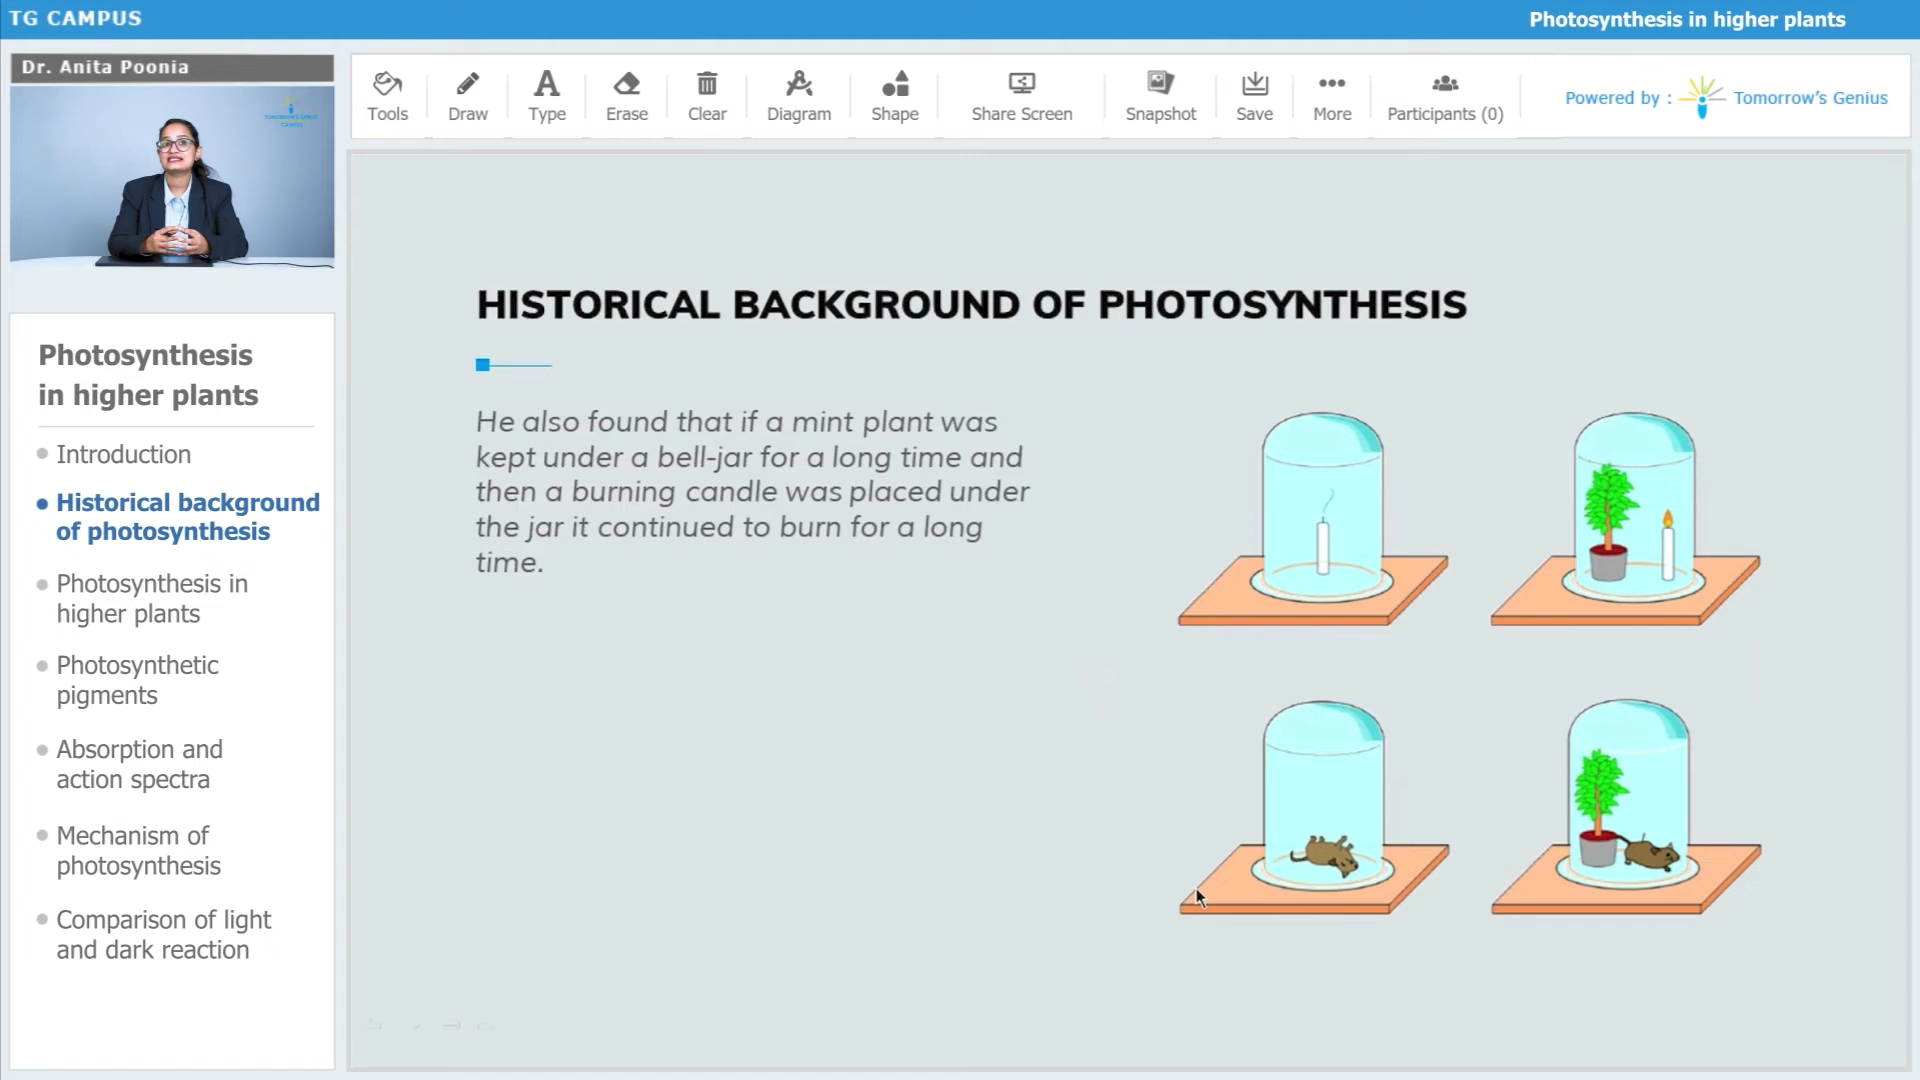 TG CAMPUS
Photosynthesis in higher plants
Dr. Anita Poonia
TOMORROW'S GENIUS
CAMPUS
Tools
Draw
Type
Erase
Clear
Diagram
Shape
Share Screen
Snapshot
Save
More
Participants (0)
Powered by :
Tomorrow's Genius
Photosynthesis
in higher plants
Introduction
Historical background
of photosynthesis
Photosynthesis in
higher plants
Photosynthetic
pigments
Absorption and
action spectra
Mechanism of
photosynthesis
Comparison of light
and dark reaction
HISTORICAL BACKGROUND OF PHOTOSYNTHESIS
He also found that if a mint plant was
kept under a bell-jar for a long time and
then a burning candle was placed under
the jar it continued to burn for a long
time.